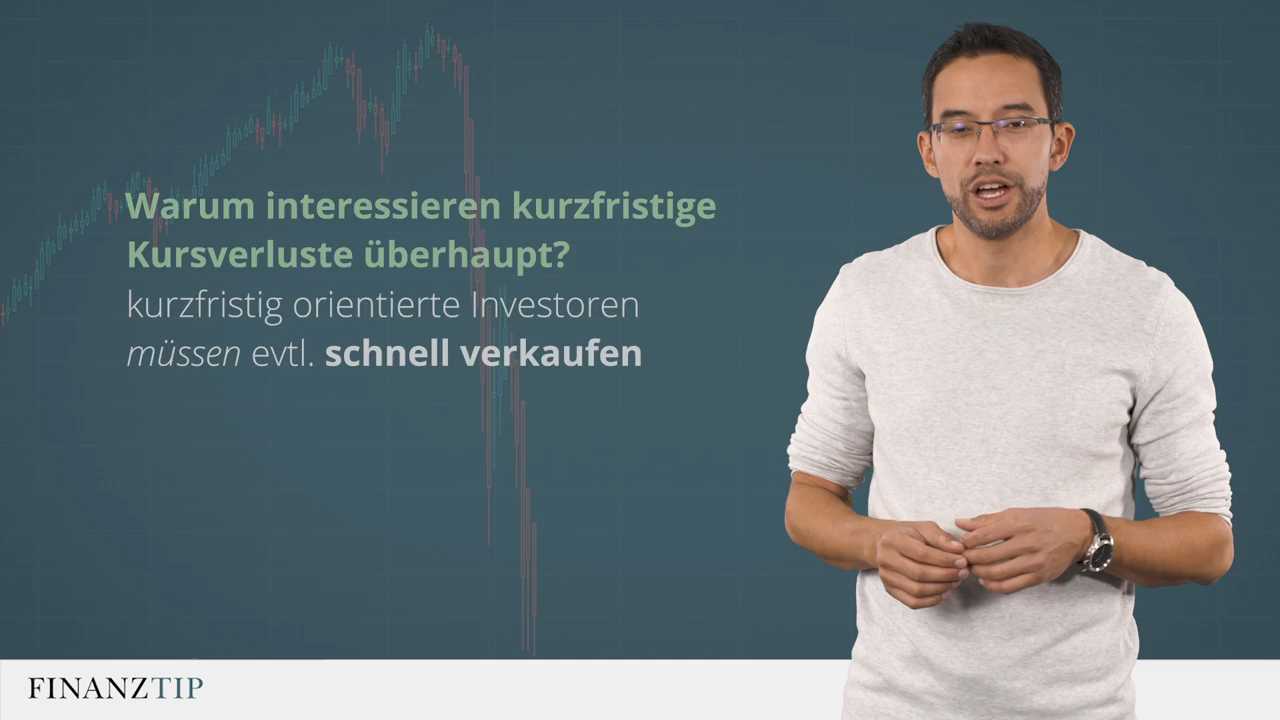 Warum interessieren kurzfristige
Kursverluste überhaupt?
kurzfristig orientierte Investoren
müssen evtl. schnell verkaufen
FINANZTIP